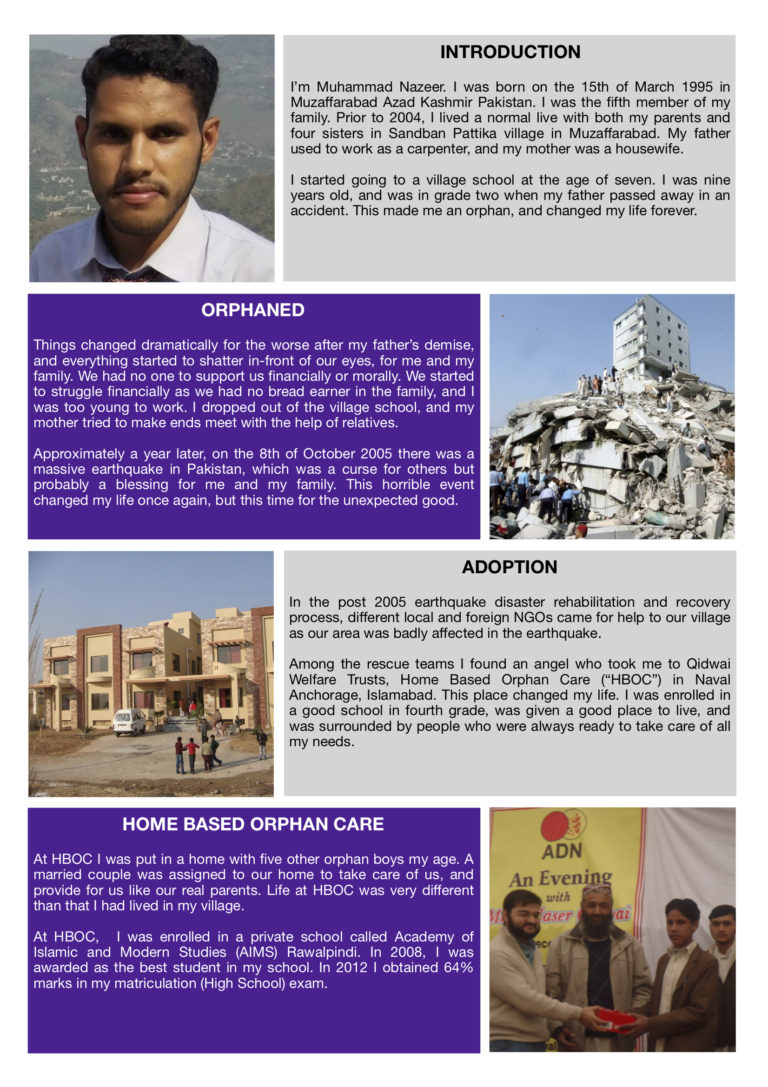 INTRODUCTION
I'm Muhammad Nazeer. I was born on the 15th of March 1995 in
Muzaffarabad Azad Kashmir Pakistan. I was the fifth member of my
family. Prior to 2004, I lived a normal live with both my parents and
four sisters in Sandban Pattika village in Muzaffarabad. My father
used to work as a carpenter, and my mother was a housewife.
I started going to a village school at the age of seven. I was nine
years old, and was in grade two when my father passed away in an
accident. This made me an orphan, and changed my life forever.
ORPHANED
Things changed dramatically for the worse after my father's demise,
and everything started to shatter in-front of our eyes, for me and my
family. We had no one to support us financially or morally. We started
to struggle financially as we had no bread earner in the family, and I
was too young to work. I dropped out of the village school, and my
mother tried to make ends meet with the help of relatives.
Approximately a year later, on the 8th of October 2005 there was a
massive earthquake in Pakistan, which was a curse for others but
probably a blessing for me and my family. This horrible event
changed my life once again, but this time for the unexpected good.
ADOPTION
In the post 2005 earthquake disaster rehabilitation and recovery
process, different local and foreign NGOs came for help to our village
as our area was badly affected in the earthquake.
Among the rescue teams I found an angel who took me to Qidwai
Welfare Trusts, Home Based Orphan Care ("HBOC") in Naval
Anchorage, Islamabad. This place changed my life. I was enrolled in
a good school in fourth grade, was given a good place to live, and
was surrounded by people who were always ready to take care of all
my needs.
HOME BASED ORPHAN CARE
At HBOC I was put in a home with five other orphan boys my age. A
married couple was assigned to our home to take care of us, and
provide for us like our real parents. Life at HBOC was very different
than that I had lived in my village.
At HBOC, I was enrolled in a private school called Academy of
Islamic and Modern Studies (AIMS) Rawalpindi. In 2008, I was
awarded as the best student in my school. In 2012 I obtained 64%
marks in my matriculation (High School) exam.
ADN
An Evening
with